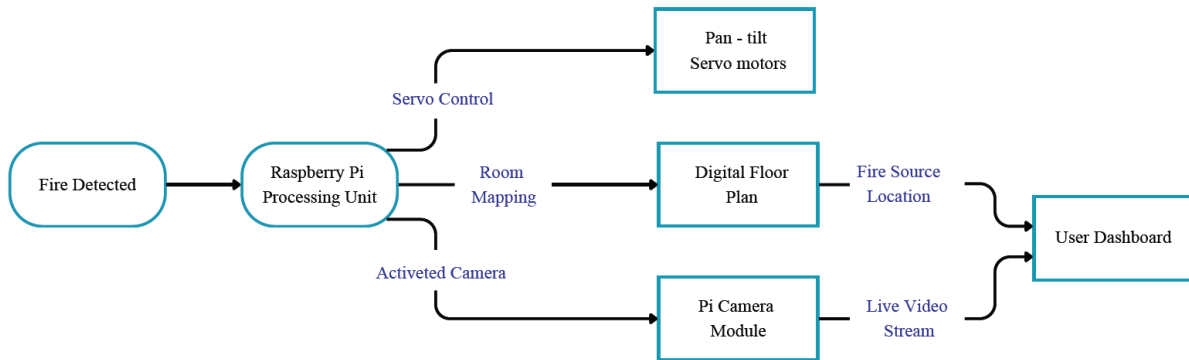 Pan - tilt
Servo motors
Servo Control
Fire Detected
Raspberry Pi
Processing Unit
Room
Mapping
Digital Floor
Plan
Fire Source
Location
User Dashboard
Activeted Camera
Pi Camera
Module
Live Video
Stream